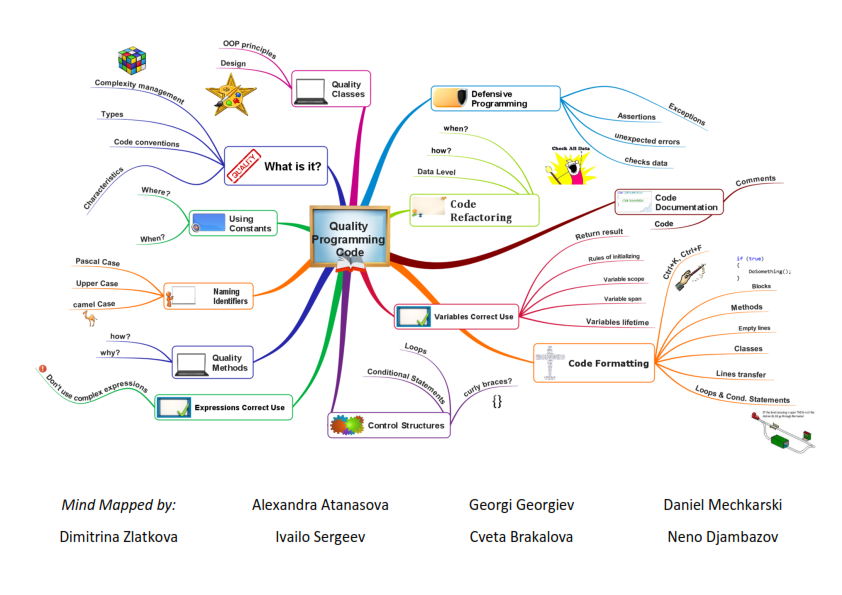 Quality
Programming
Code
Quality
Classes
OOP principles
Design
QUALITY
What is it?
Complexity management
Types
Code conventions
Characteristics
Using
Constants
Where?
When?
Naming
Identifiers
Pascal Case
Upper Case
camel Case
Quality
Methods
how?
why?
Expressions Correct Use
Don't use complex expressions
Defensive
Programming
Exceptions
Assertions
unexpected errors
checks data
Check All Data
Code
Refactoring
when?
how?
Data Level
Code
Documentation
Comments
Code
Variables Correct Use
Return result
Rules of initializing
Variable scope
Variable span
Variables lifetime
Code Formatting
Ctrl+K, Ctrl+F
if (true)
{
DoSomething();
}
Blocks
Methods
Empty lines
Classes
Lines transfer
Loops & Cond. Statements
Control Structures
Loops
Conditional Statements
curly braces?
{}
Mind Mapped by:
Alexandra Atanasova
Georgi Georgiev
Daniel Mechkarski
Dimitrina Zlatkova
Ivailo Sergeev
Cveta Brakalova
Neno Djambazov